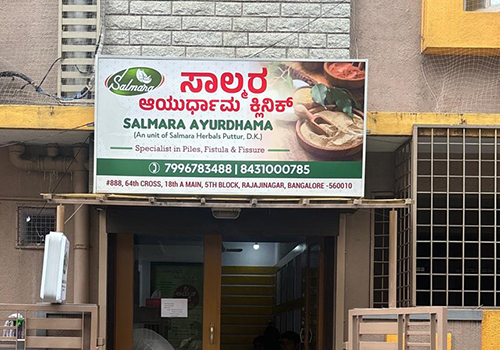 Salmara
ಸಾಲ್ಮರ
ಆಯುರ್ಧಾಮ ಕ್ಲಿನಿಕ್
SALMARA AYURDHAMA
(An unit of Salmara Herbals Puttur, D.K.)
Specialist in Piles, Fistula & Fissure
7996783488 | 8431000785
#888, 64th CROSS, 18th A MAIN, 5TH BLOCK, RAJAJINAGAR, BANGALORE -560010